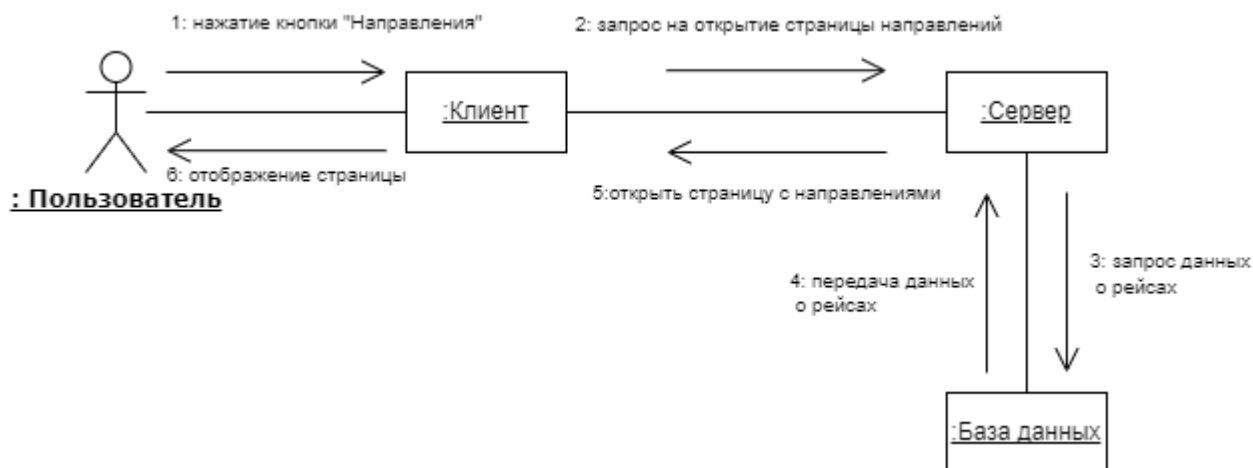 1: нажатие кнопки "Направления"
2: запрос на открытие страницы направлений
:Клиент
:Сервер
6: отображение страницы
: Пользователь
5:открыть страницу с направлениями
4: передача данных
о рейсах
3: запрос данных
о рейсах
:База данных